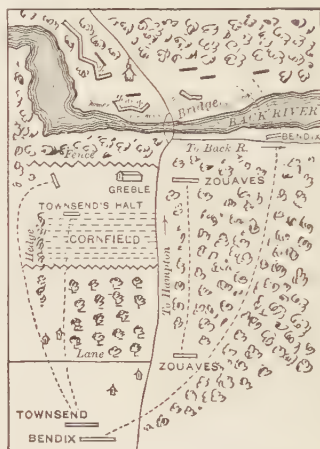 Bridge
BACK RIVER
BENDIX
To Back R.
Fence
ZOUAVES
GREBLE
TOWNSEND'S HALT
Hedge
CORNFIELD
To Hampton
Lane
ZOUAVES
TOWNSEND
BENDIX